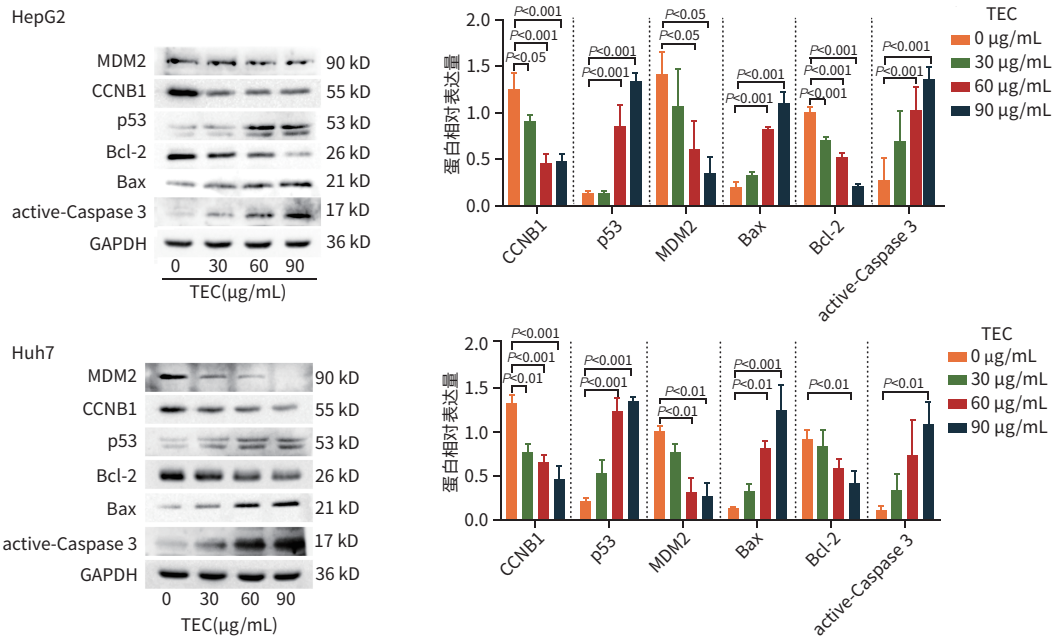 HepG2
MDM2 90 kD
CCNB1 55 kD
p53 53 kD
Bcl-2 26 kD
Bax 21 kD
active-Caspase 3 17 kD
GAPDH 36 kD
0 30 60 90
TEC(μg/mL)
蛋白相对表达量
2.0
1.5
1.0
0.5
0.0
P<0.001
P<0.001
P<0.05
P<0.001
P<0.001
P<0.05
P<0.05
P<0.001
P<0.001
P<0.001
P<0.001
P<0.001
P<0.001
P<0.001
CCNB1
p53
MDM2
Bax
Bcl-2
active-Caspase 3
TEC
0 μg/mL
30 μg/mL
60 μg/mL
90 μg/mL
Huh7
MDM2 90 kD
CCNB1 55 kD
p53 53 kD
Bcl-2 26 kD
Bax 21 kD
active-Caspase 3 17 kD
GAPDH 36 kD
0 30 60 90
TEC(μg/mL)
蛋白相对表达量
2.0
1.5
1.0
0.5
0.0
P<0.001
P<0.001
P<0.01
P<0.001
P<0.001
P<0.01
P<0.01
P<0.001
P<0.01
P<0.01
P<0.01
CCNB1
p53
MDM2
Bax
Bcl-2
active-Caspase 3
TEC
0 μg/mL
30 μg/mL
60 μg/mL
90 μg/mL